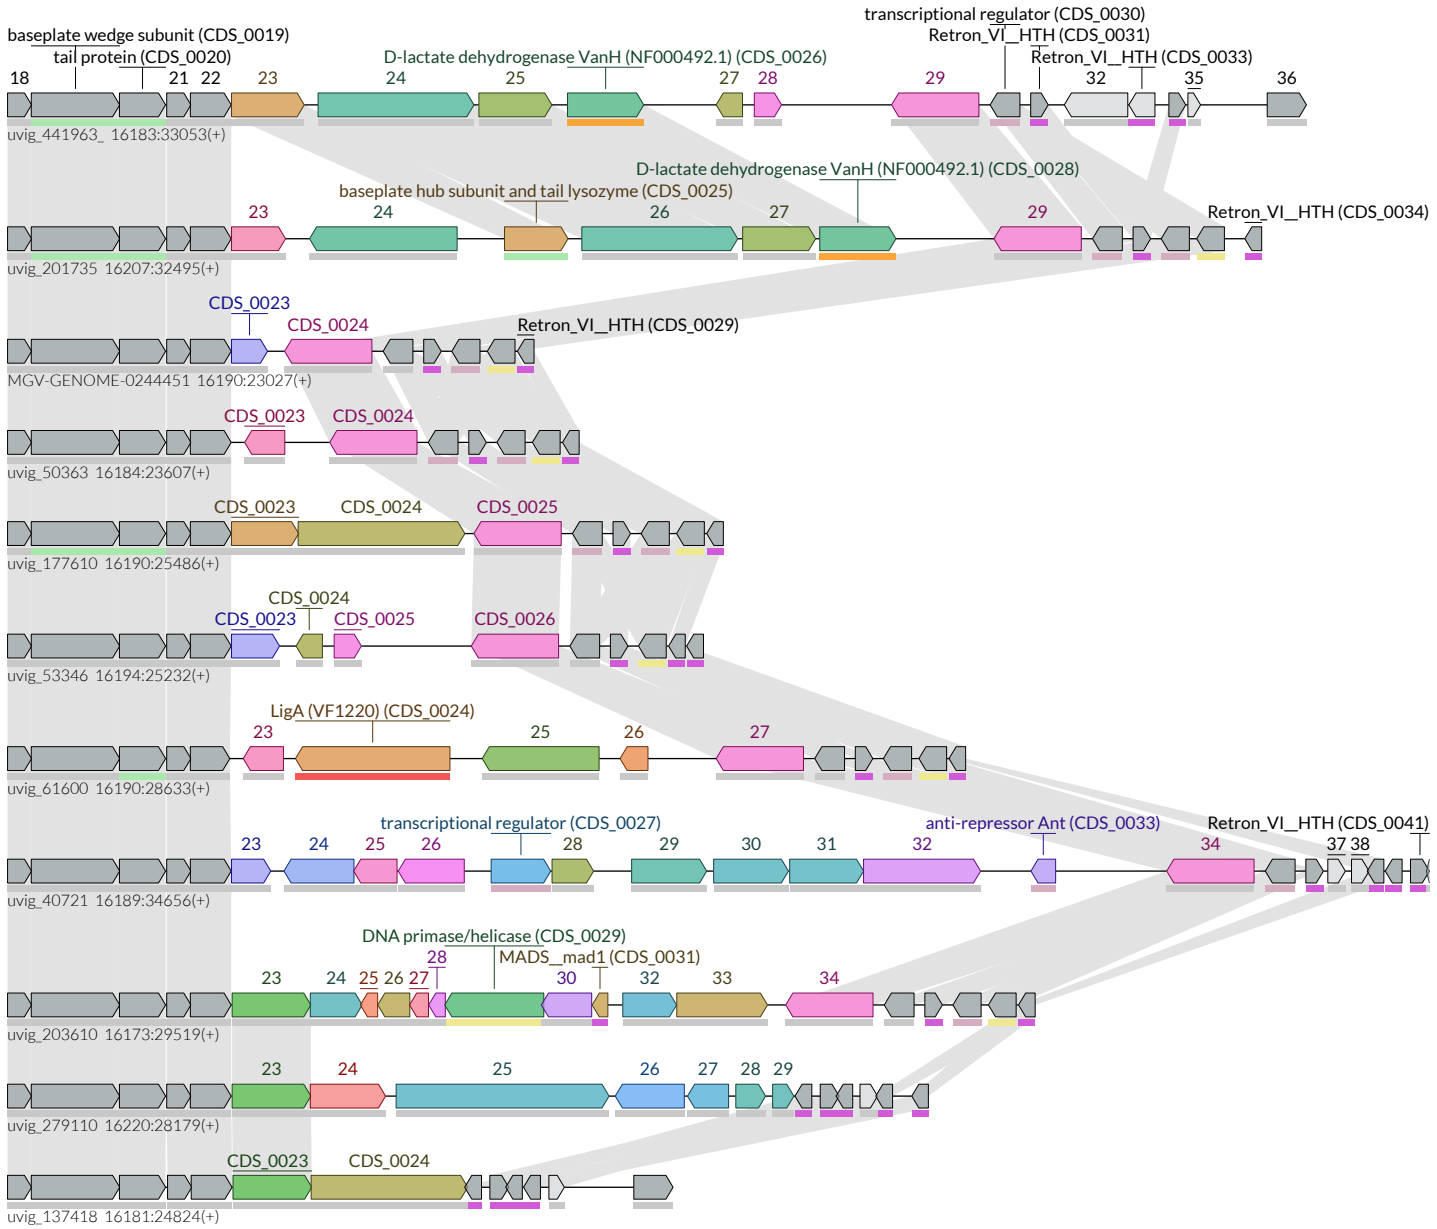 transcriptional regulator (CDS_0030)
baseplate wedge subunit (CDS_0019) Retron_VI__HTH (CDS_0031)
tail protein (CDS_0020) D-lactate dehydrogenase VanH (NF000492.1) (CDS_0026) Retron_VI__HTH (CDS_0033)
18 21 22 23 24 25 27 28 29 32 35 36
uvig_441963_ 16183:33053(+)
D-lactate dehydrogenase VanH (NF000492.1) (CDS_0028)
baseplate hub subunit and tail lysozyme (CDS_0025)
23 24 26 27 29 Retron_VI__HTH (CDS_0034)
uvig_201735 16207:32495(+)
CDS_0023
CDS_0024 Retron_VI__HTH (CDS_0029)
MGV-GENOME-0244451 16190:23027(+)
CDS_0023 CDS_0024
uvig_50363 16184:23607(+)
CDS_0023 CDS_0024 CDS_0025
uvig_177610 16190:25486(+)
CDS_0024
CDS_0023 CDS_0025 CDS_0026
uvig_53346 16194:25232(+)
LigA (VF1220) (CDS_0024)
23 25 26 27
uvig_61600 16190:28633(+)
transcriptional regulator (CDS_0027) anti-repressor Ant (CDS_0033) Retron_VI__HTH (CDS_0041)
23 24 25 26 28 29 30 31 32 34 37 38
uvig_40721 16189:34656(+)
DNA primase/helicase (CDS_0029)
28 MADS__mad1 (CDS_0031)
23 24 25 26 27 30 32 33 34
uvig_203610 16173:29519(+)
23 24 25 26 27 28 29
uvig_279110 16220:28179(+)
CDS_0023 CDS_0024
uvig_137418 16181:24824(+)